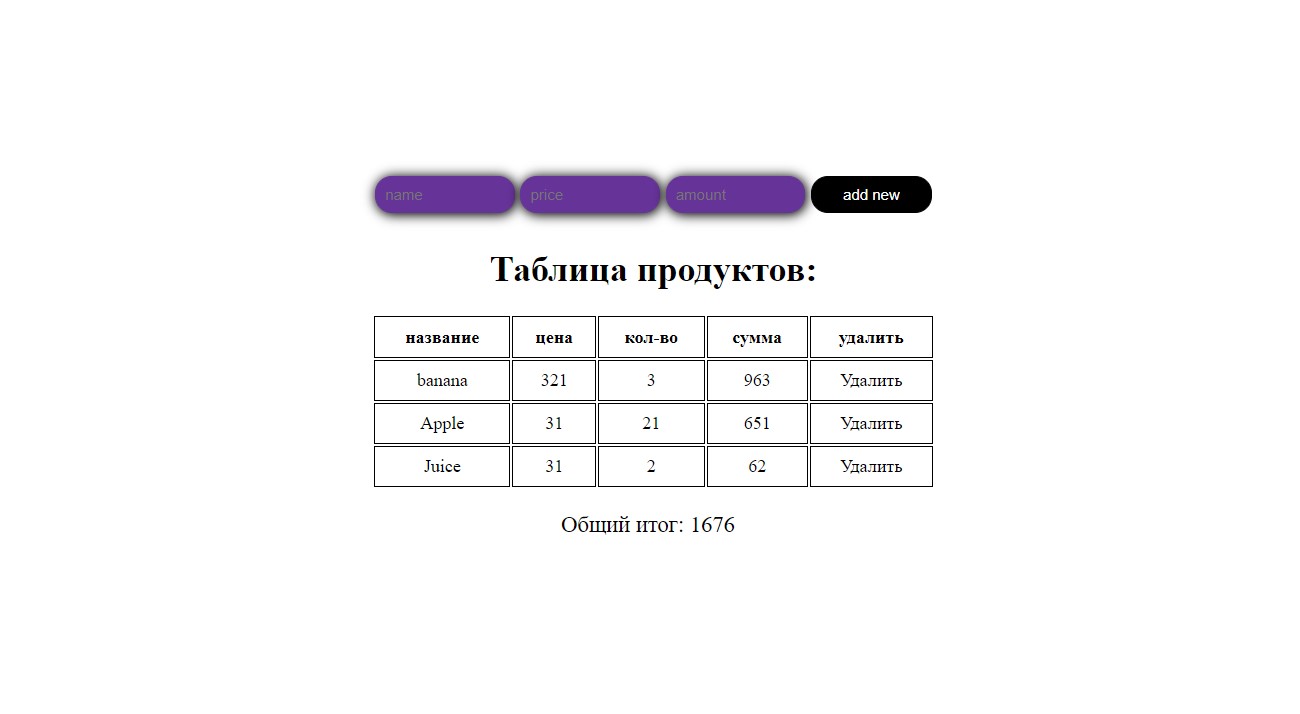 name price amount add new
Таблица продуктов:
название цена кол-во сумма удалить
banana 321 3 963 Удалить
Apple 31 21 651 Удалить
Juice 31 2 62 Удалить
Общий итог: 1676